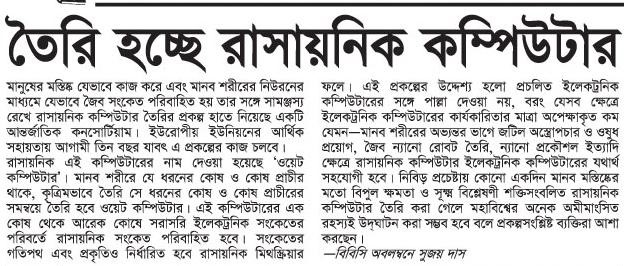 তৈরি হচ্ছে রাসায়নিক কম্পিউটার
মানুষের মস্তিষ্ক যেভাবে কাজ করে এবং মানব শরীরের নিউরনের
মাধ্যমে যেভাবে জৈব সংকেত পরিবাহিত হয় তার সঙ্গে সামঞ্জস্য
রেখে রাসায়নিক কম্পিউটার তৈরির প্রকল্প হাতে নিয়েছে একটি
আন্তর্জাতিক কনসোর্টিয়াম। ইউরোপীয় ইউনিয়নের আর্থিক
সহায়তায় আগামী তিন বছর যাবৎ এ প্রকল্পের কাজ চলবে।
রাসায়নিক এই কম্পিউটারের নাম দেওয়া হয়েছে ‘ওয়েট
কম্পিউটার’। মানব শরীরে যে ধরনের কোষ ও কোষ প্রাচীর
থাকে, কৃত্রিমভাবে তৈরি সে ধরনের কোষ ও কোষ প্রাচীরের
সমন্বয়ে তৈরি হবে ওয়েট কম্পিউটার। এই কম্পিউটারের এক
কোষ থেকে আরেক কোষে সরাসরি ইলেকট্রনিক সংকেতের
পরিবর্তে রাসায়নিক সংকেত পরিবাহিত হবে। সংকেতের
গতিপথ এবং প্রকৃতিও নির্ধারিত হবে রাসায়নিক মিথস্ক্রিয়ার
ফলে। এই প্রকল্পের উদ্দেশ্য হলো প্রচলিত ইলেকট্রনিক
কম্পিউটারের সঙ্গে পাল্লা দেওয়া নয়, বরং যেসব ক্ষেত্রে
ইলেকট্রনিক কম্পিউটারের কার্যকারিতার মাত্রা অপেক্ষাকৃত কম
যেমন—মানব শরীরের অভ্যন্তর ভাগে জটিল অস্ত্রোপচার ও ওষুধ
প্রয়োগ, জৈব ন্যানো রোবট তৈরি, ন্যানো প্রকৌশল ইত্যাদি
ক্ষেত্রে রাসায়নিক কম্পিউটার ইলেকট্রনিক কম্পিউটারের যথার্থ
সহযোগী হবে। নিবিড় প্রচেষ্টায় কোনো একদিন মানব মস্তিষ্কের
মতো বিপুল ক্ষমতা ও সূক্ষ্ম বিশ্লেষণী শক্তিসংবলিত রাসায়নিক
কম্পিউটার তৈরি করা গেলে মহাবিশ্বের অনেক অমীমাংসিত
রহস্যই উদ্‌ঘাটন করা সম্ভব হবে বলে প্রকল্পসংশ্লিষ্ট ব্যক্তিরা আশা
করছেন।
—বিবিসি অবলম্বনে সুজয় দাস